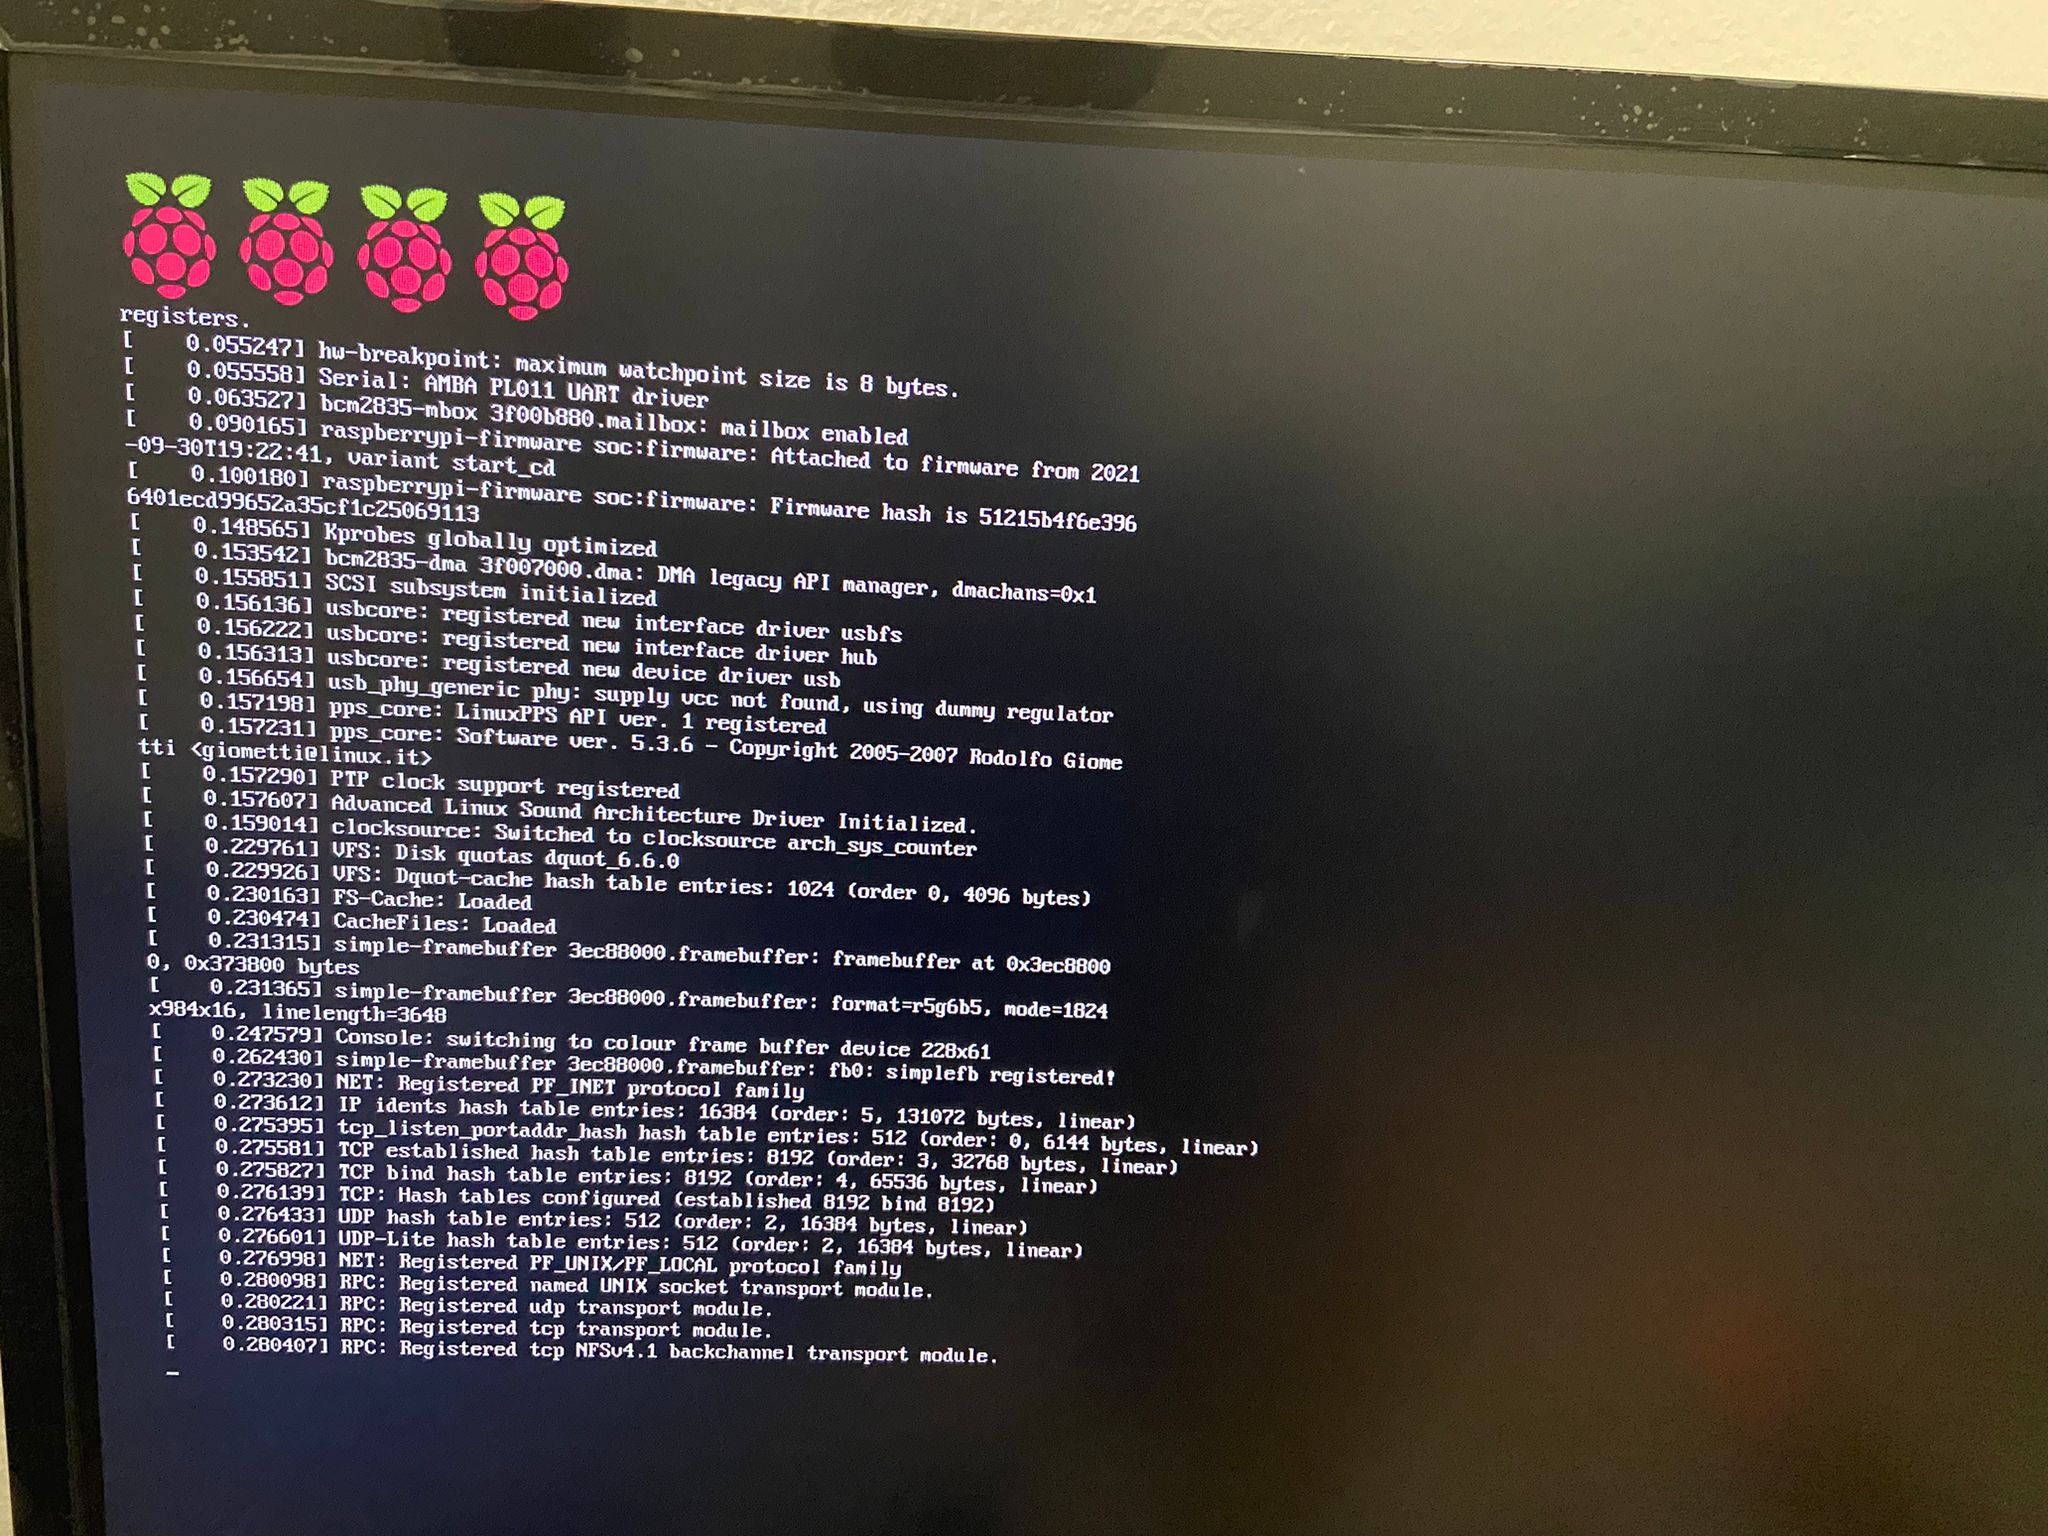 registers.
[    0.055247] hw-breakpoint: maximum watchpoint size is 8 bytes.
[    0.055558] Serial: AMBA PL011 UART driver
[    0.063527] bcm2835-mbox 3f00b880.mailbox: mailbox enabled
[    0.090165] raspberrypi-firmware soc:firmware: Attached to firmware from 2021
-09-30T19:22:41, variant start_cd
[    0.100180] raspberrypi-firmware soc:firmware: Firmware hash is 51215b4f6e396
6401ecd99652a35cf1c25069113
[    0.148565] Kprobes globally optimized
[    0.153542] bcm2835-dma 3f007000.dma: DMA legacy API manager, dmachans=0x1
[    0.155851] SCSI subsystem initialized
[    0.156136] usbcore: registered new interface driver usbfs
[    0.156222] usbcore: registered new interface driver hub
[    0.156313] usbcore: registered new device driver usb
[    0.156654] usb_phy_generic phy: supply vcc not found, using dummy regulator
[    0.157198] pps_core: LinuxPPS API ver. 1 registered
[    0.157231] pps_core: Software ver. 5.3.6 - Copyright 2005-2007 Rodolfo Giome
tti <giometti@linux.it>
[    0.157290] PTP clock support registered
[    0.157607] Advanced Linux Sound Architecture Driver Initialized.
[    0.159014] clocksource: Switched to clocksource arch_sys_counter
[    0.229761] VFS: Disk quotas dquot_6.6.0
[    0.229926] VFS: Dquot-cache hash table entries: 1024 (order 0, 4096 bytes)
[    0.230163] FS-Cache: Loaded
[    0.230474] CacheFiles: Loaded
[    0.231315] simple-framebuffer 3ec88000.framebuffer: framebuffer at 0x3ec8800
0, 0x373800 bytes
[    0.231365] simple-framebuffer 3ec88000.framebuffer: format=r5g6b5, mode=1824
x984x16, linelength=3648
[    0.247579] Console: switching to colour frame buffer device 228x61
[    0.262430] simple-framebuffer 3ec88000.framebuffer: fb0: simplefb registered!
[    0.273230] NET: Registered PF_INET protocol family
[    0.273612] IP idents hash table entries: 16384 (order: 5, 131072 bytes, linear)
[    0.275395] tcp_listen_portaddr_hash hash table entries: 512 (order: 0, 6144 bytes, linear)
[    0.275581] TCP established hash table entries: 8192 (order: 3, 32768 bytes, linear)
[    0.275827] TCP bind hash table entries: 8192 (order: 4, 65536 bytes, linear)
[    0.276139] TCP: Hash tables configured (established 8192 bind 8192)
[    0.276433] UDP hash table entries: 512 (order: 2, 16384 bytes, linear)
[    0.276601] UDP-Lite hash table entries: 512 (order: 2, 16384 bytes, linear)
[    0.276998] NET: Registered PF_UNIX/PF_LOCAL protocol family
[    0.280098] RPC: Registered named UNIX socket transport module.
[    0.280221] RPC: Registered udp transport module.
[    0.280315] RPC: Registered tcp transport module.
[    0.280407] RPC: Registered tcp NFSv4.1 backchannel transport module.
_